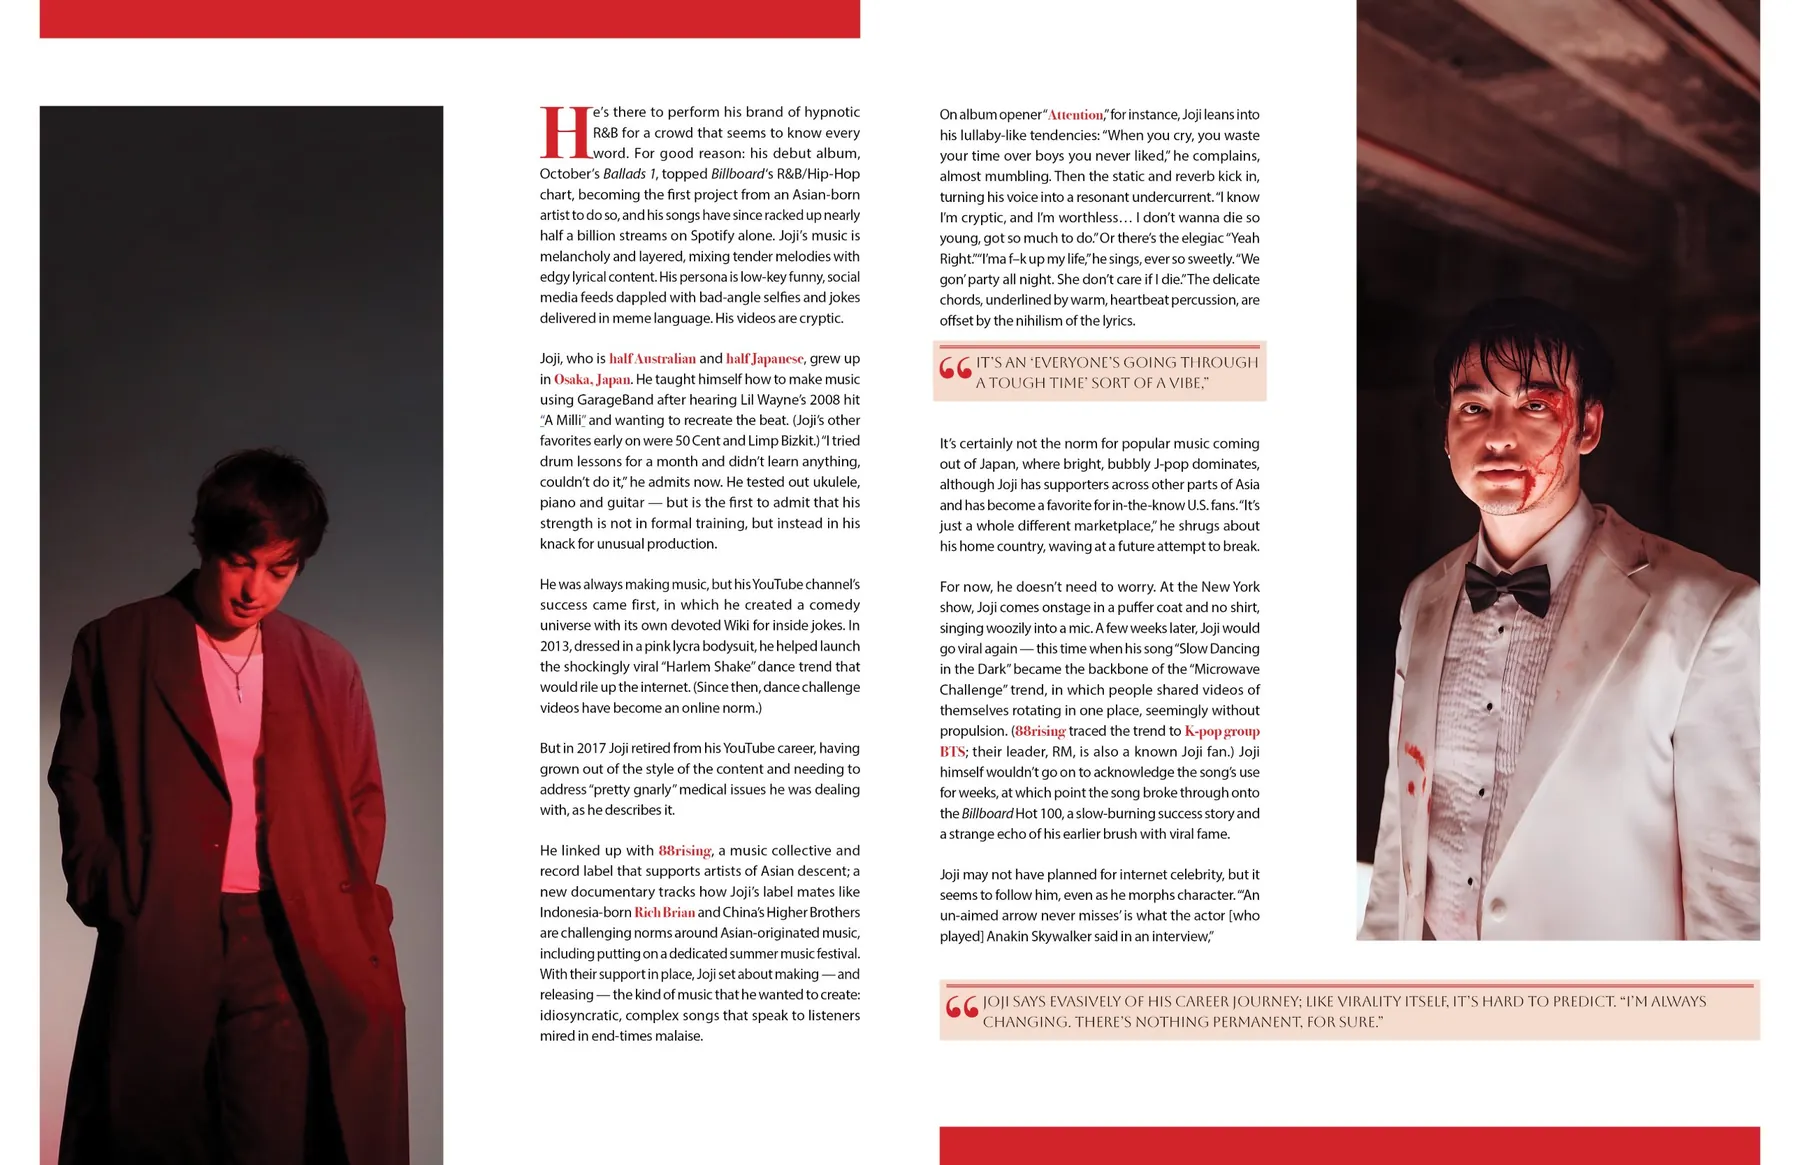 He’s there to perform his brand of hypnotic
R&B for a crowd that seems to know every
word. For good reason: his debut album,
October’s Ballads 1, topped Billboard‘s R&B/Hip-Hop
chart, becoming the first project from an Asian-born
artist to do so, and his songs have since racked up nearly
half a billion streams on Spotify alone. Joji’s music is
melancholy and layered, mixing tender melodies with
edgy lyrical content. His persona is low-key funny, social
media feeds dappled with bad-angle selfies and jokes
delivered in meme language. His videos are cryptic.
Joji, who is half Australian and half Japanese, grew up
in Osaka, Japan. He taught himself how to make music
using GarageBand after hearing Lil Wayne’s 2008 hit
“A Milli” and wanting to recreate the beat. (Joji’s other
favorites early on were 50 Cent and Limp Bizkit.) “I tried
drum lessons for a month and didn’t learn anything,
couldn’t do it,” he admits now. He tested out ukulele,
piano and guitar — but is the first to admit that his
strength is not in formal training, but instead in his
knack for unusual production.
He was always making music, but his YouTube channel’s
success came first, in which he created a comedy
universe with its own devoted Wiki for inside jokes. In
2013, dressed in a pink lycra bodysuit, he helped launch
the shockingly viral “Harlem Shake” dance trend that
would rile up the internet. (Since then, dance challenge
videos have become an online norm.)
But in 2017 Joji retired from his YouTube career, having
grown out of the style of the content and needing to
address “pretty gnarly” medical issues he was dealing
with, as he describes it.
He linked up with 88rising, a music collective and
record label that supports artists of Asian descent; a
new documentary tracks how Joji’s label mates like
Indonesia-born Rich Brian and China’s Higher Brothers
are challenging norms around Asian-originated music,
including putting on a dedicated summer music festival.
With their support in place, Joji set about making — and
releasing — the kind of music that he wanted to create:
idiosyncratic, complex songs that speak to listeners
mired in end-times malaise.
On album opener “Attention,” for instance, Joji leans into
his lullaby-like tendencies: “When you cry, you waste
your time over boys you never liked,” he complains,
almost mumbling. Then the static and reverb kick in,
turning his voice into a resonant undercurrent. “I know
I’m cryptic, and I’m worthless… I don’t wanna die so
young, got so much to do.” Or there’s the elegiac “Yeah
Right.” “I’ma f–k up my life,” he sings, ever so sweetly. “We
gon’ party all night. She don’t care if I die.” The delicate
chords, underlined by warm, heartbeat percussion, are
offset by the nihilism of the lyrics.
“ IT’S AN ‘EVERYONE’S GOING THROUGH
A TOUGH TIME’ SORT OF A VIBE,”
It’s certainly not the norm for popular music coming
out of Japan, where bright, bubbly J-pop dominates,
although Joji has supporters across other parts of Asia
and has become a favorite for in-the-know U.S. fans. “It’s
just a whole different marketplace,” he shrugs about
his home country, waving at a future attempt to break.
For now, he doesn’t need to worry. At the New York
show, Joji comes onstage in a puffer coat and no shirt,
singing woozily into a mic. A few weeks later, Joji would
go viral again — this time when his song “Slow Dancing
in the Dark” became the backbone of the “Microwave
Challenge” trend, in which people shared videos of
themselves rotating in one place, seemingly without
propulsion. (88rising traced the trend to K-pop group
BTS; their leader, RM, is also a known Joji fan.) Joji
himself wouldn’t go on to acknowledge the song’s use
for weeks, at which point the song broke through onto
the Billboard Hot 100, a slow-burning success story and
a strange echo of his earlier brush with viral fame.
Joji may not have planned for internet celebrity, but it
seems to follow him, even as he morphs character. “‘An
un-aimed arrow never misses’ is what the actor [who
played] Anakin Skywalker said in an interview,”
“ JOJI SAYS EVASIVELY OF HIS CAREER JOURNEY; LIKE VIRALITY ITSELF, IT’S HARD TO PREDICT. “I’M ALWAYS
CHANGING. THERE’S NOTHING PERMANENT, FOR SURE.”